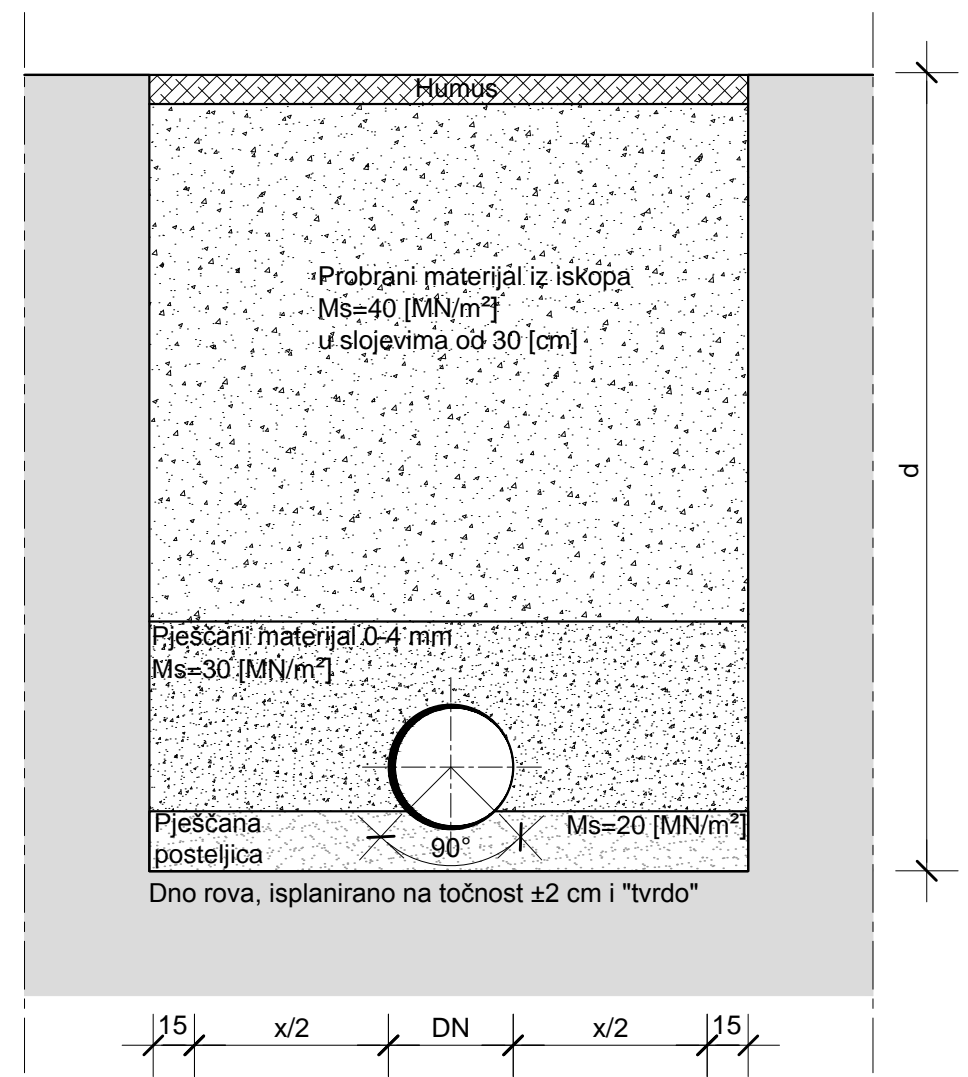 Humus
Probrani materijal iz iskopa
Ms=40 [MN/m²]
u slojevima od 30 [cm]
d
Pješčani materijal 0-4 mm
Ms=30 [MN/m²]
Pješčana
posteljica
90°
Ms=20 [MN/m²]
Dno rova, isplanirano na točnost ±2 cm i "tvrdo"
15 x/2 DN x/2 15